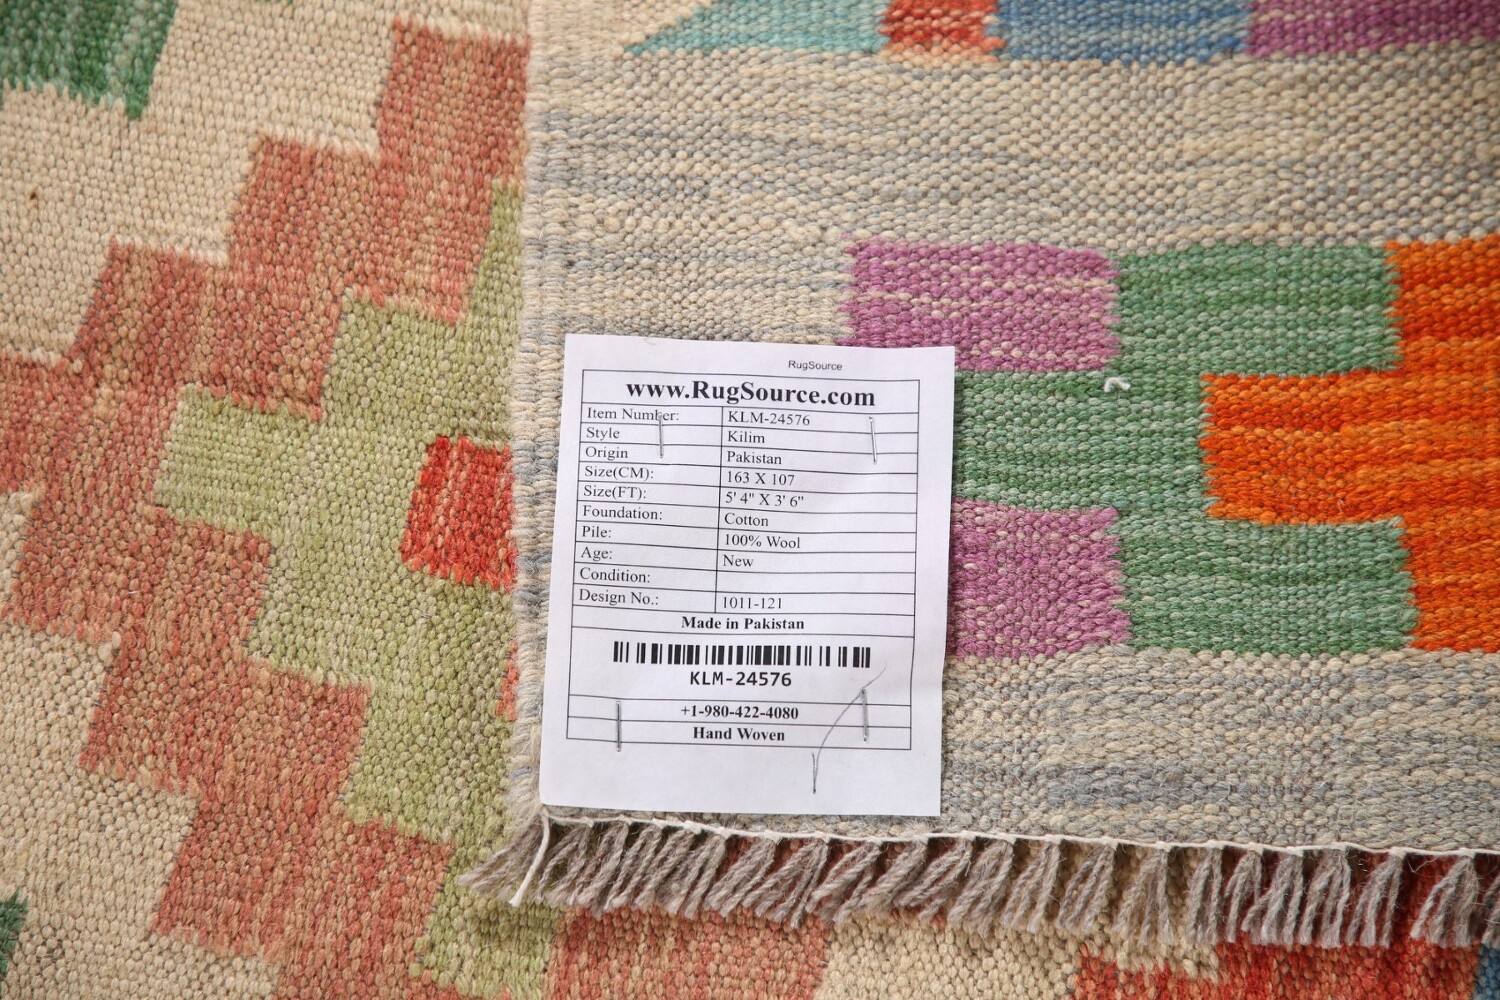 RugSource
www.RugSource.com
Item Number: KLM-24576
Style Kilim
Origin Pakistan
Size(CM): 163 X 107
Size(FT): 5' 4" X 3' 6"
Foundation: Cotton
Pile: 100% Wool
Age: New
Condition:
Design No.: 1011-121
Made in Pakistan
KLM-24576
+1-980-422-4080
Hand Woven